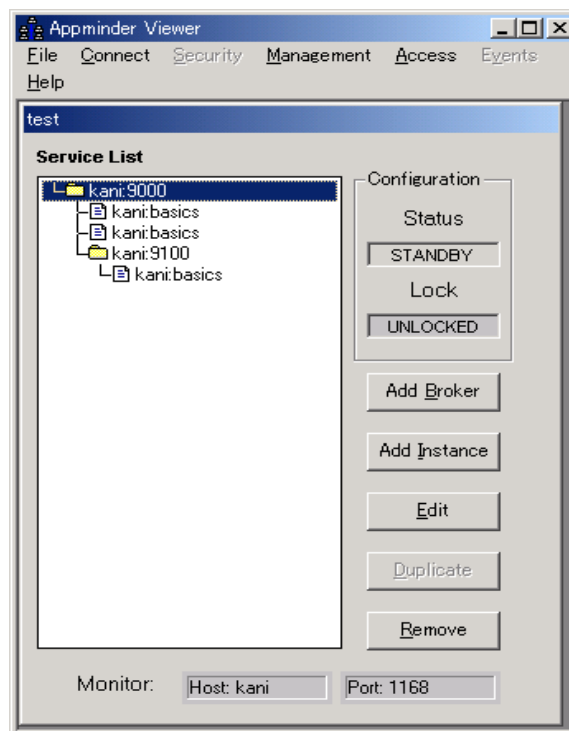 Appminder Viewer
File Connect Security Management Access Events
Help
test
Service List
Configuration
kani:9000
kani:basics
kani:basics
kani:9100
kani:basics
Status
STANDBY
Lock
UNLOCKED
Add Broker
Add Instance
Edit
Duplicate
Remove
Monitor: Host: kani Port: 1168